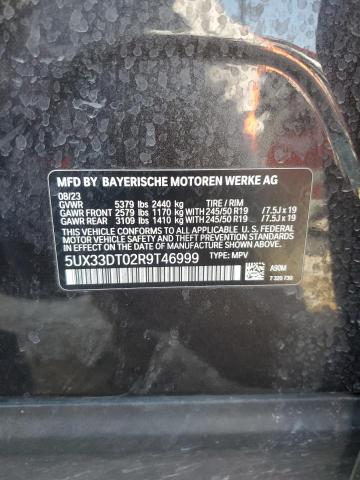 MFD BY BAYERISCHE MOTOREN WERKE AG
08/23
GVWR 5379 lbs 2440 kg TIRE / RIM
GAWR FRONT 2579 lbs 1170 kg WITH 245/50 R19 /7.5J x 19
GAWR REAR 3109 lbs 1410 kg WITH 245/50 R19 /7.5J x 19
THIS VEHICLE CONFORMS TO ALL APPLICABLE U.S. FEDERAL
MOTOR VEHICLE SAFETY STANDARDS IN EFFECT ON THE
DATE OF MANUFACTURE SHOWN ABOVE.
5UX33DT02R9T46999 TYPE: MPV
A90M
7 320 739